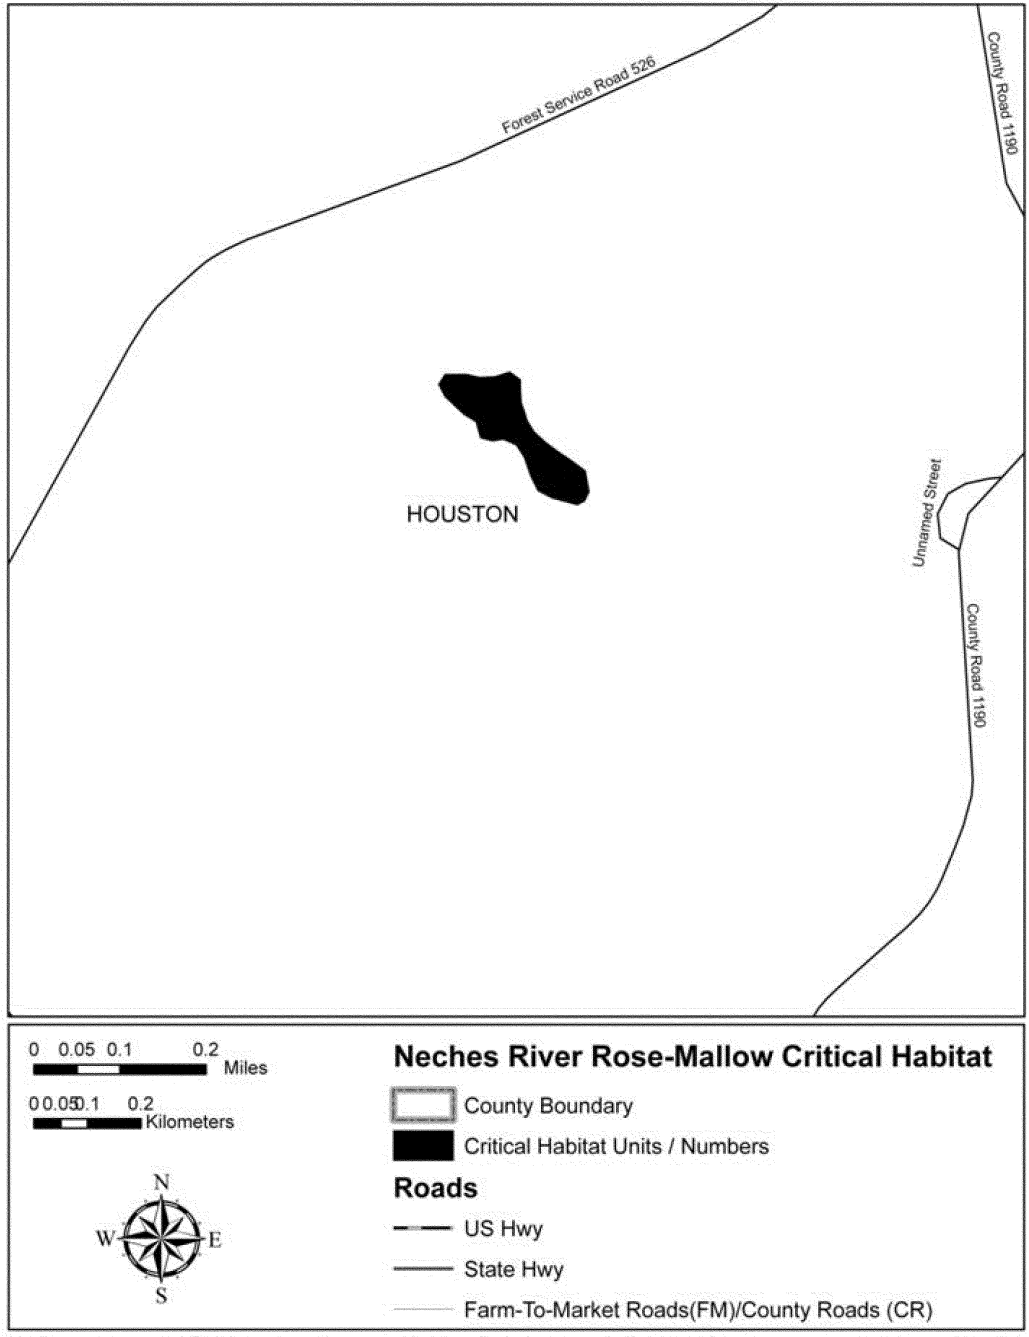 Forest Service Road 526
County Road 1190
HOUSTON
Unnamed Street
County Road 1190
0 0.05 0.1 0.2
Miles
0 0.05 0.1 0.2
Kilometers
N
W E
S
Neches River Rose-Mallow Critical Habitat
County Boundary
Critical Habitat Units / Numbers
Roads
US Hwy
State Hwy
Farm-To-Market Roads(FM)/County Roads (CR)